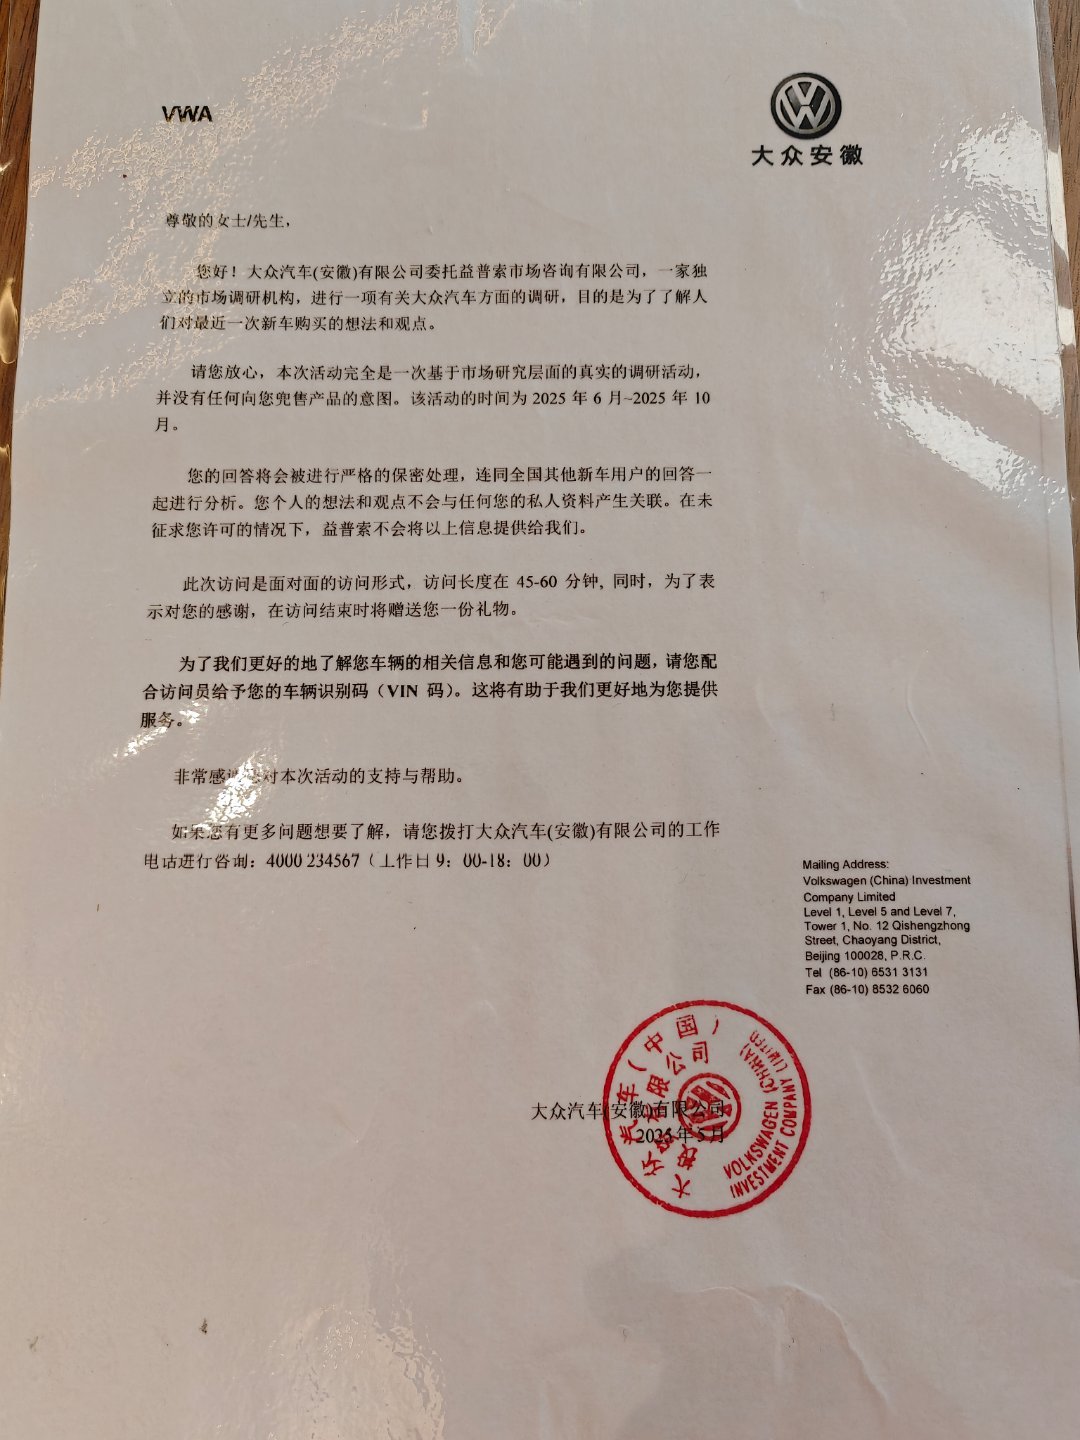 VWA
大众安徽
尊敬的女士/先生,
您好！大众汽车(安徽)有限公司委托益普索市场咨询有限公司，一家独
立的市场调研机构，进行一项有关大众汽车方面的调研，目的是为了了解人
们对最近一次新车购买的想法和观点。
请您放心，本次活动完全是一次基于市场研究层面的真实的调研活动，
并没有任何向您兜售产品的意图。该活动的时间为 2025 年 6 月~2025 年 10
月。
您的回答将会被进行严格的保密处理，连同全国其他新车用户的回答一
起进行分析。您个人的想法和观点不会与任何您的私人资料产生关联。在未
征求您许可的情况下，益普索不会将以上信息提供给我们。
此次访问是面对面的访问形式，访问长度在 45-60 分钟, 同时，为了表
示对您的感谢，在访问结束时将赠送您一份礼物。
为了我们更好的地了解您车辆的相关信息和您可能遇到的问题，请您配
合访问员给予您的车辆识别码（VIN 码）。这将有助于我们更好地为您提供
服务。
非常感谢您对本次活动的支持与帮助。
如果您有更多问题想要了解，请您拨打大众汽车(安徽)有限公司的工作
电话进行咨询：4000 234567（工作日 9：00-18：00）
Mailing Address:
Volkswagen (China) Investment
Company Limited
Level 1, Level 5 and Level 7,
Tower 1, No. 12 Qishengzhong
Street, Chaoyang District,
Beijing 100028, P.R.C.
Tel (86-10) 6531 3131
Fax (86-10) 8532 6060
大众汽车(安徽)有限公司
2025 年 5 月
大众汽车(中国)
投资有限公司
VOLKSWAGEN (CHINA)
INVESTMENT COMPANY LIMITED